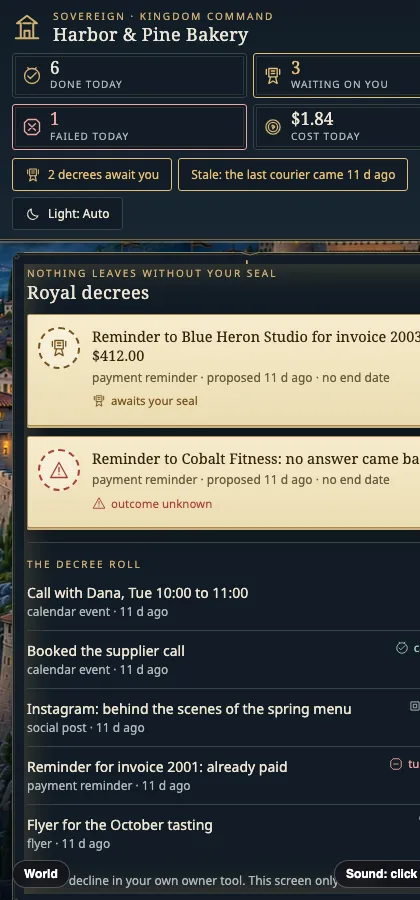 SOVEREIGN · KINGDOM COMMAND
Harbor & Pine Bakery
6
DONE TODAY
3
WAITING ON YOU
1
FAILED TODAY
$1.84
COST TODAY
2 decrees await you
Stale: the last courier came 11 d ago
Light: Auto
NOTHING LEAVES WITHOUT YOUR SEAL
Royal decrees
Reminder to Blue Heron Studio for invoice 2003
$412.00
payment reminder · proposed 11 d ago · no end date
awaits your seal
Reminder to Cobalt Fitness: no answer came ba
payment reminder · proposed 11 d ago · no end date
outcome unknown
THE DECREE ROLL
Call with Dana, Tue 10:00 to 11:00
calendar event · 11 d ago
Booked the supplier call
calendar event · 11 d ago
Instagram: behind the scenes of the spring menu
social post · 11 d ago
Reminder for invoice 2001: already paid
tu
payment reminder · 11 d ago
Flyer for the October tasting
flyer · 11 d ago
World
decline in your own owner tool. This screen only
Sound: click